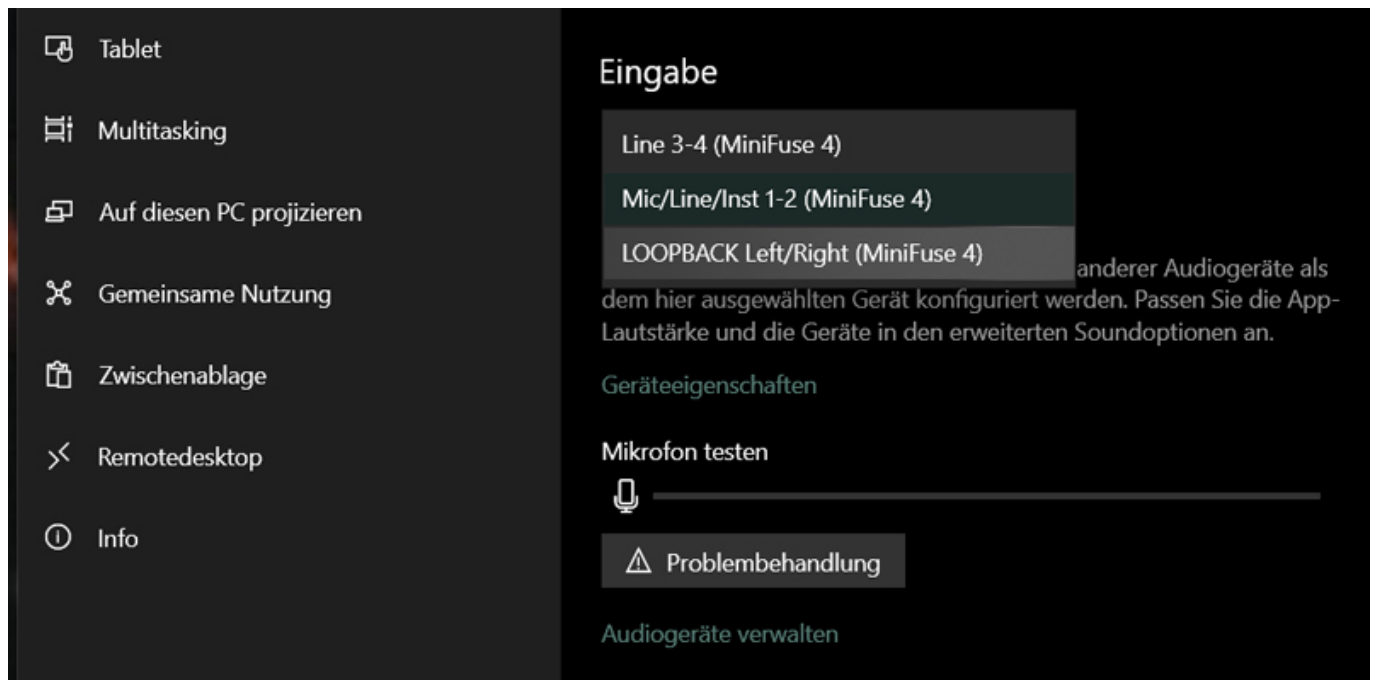 Tablet
Multitasking
Auf diesen PC projizieren
Gemeinsame Nutzung
Zwischenablage
Remotedesktop
Info
Eingabe
Line 3-4 (MiniFuse 4)
Mic/Line/Inst 1-2 (MiniFuse 4)
LOOPBACK Left/Right (MiniFuse 4)
anderer Audiogeräte als
dem hier ausgewählten Gerät konfiguriert werden. Passen Sie die App-
Lautstärke und die Geräte in den erweiterten Soundoptionen an.
Geräteeigenschaften
Mikrofon testen
Problembehandlung
Audiogeräte verwalten